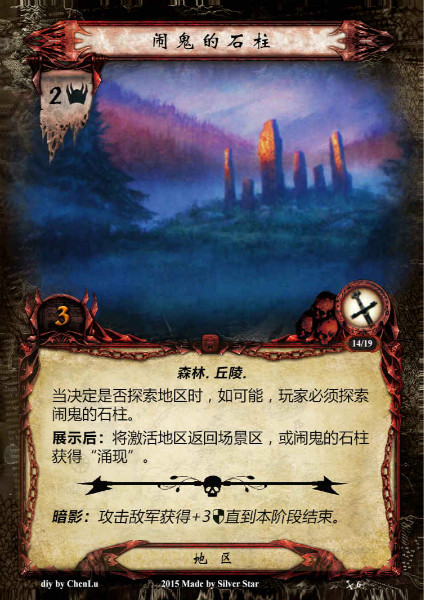 闹鬼的石柱
2
3
14/19
森林. 丘陵.
当决定是否探索地区时，如可能，玩家必须探索
闹鬼的石柱。
展示后：将激活地区返回场景区，或闹鬼的石柱
获得“涌现”。
暗影：攻击敌军获得+3直到本阶段结束。
地 区
diy by ChenLu
2015 Made by Silver Star